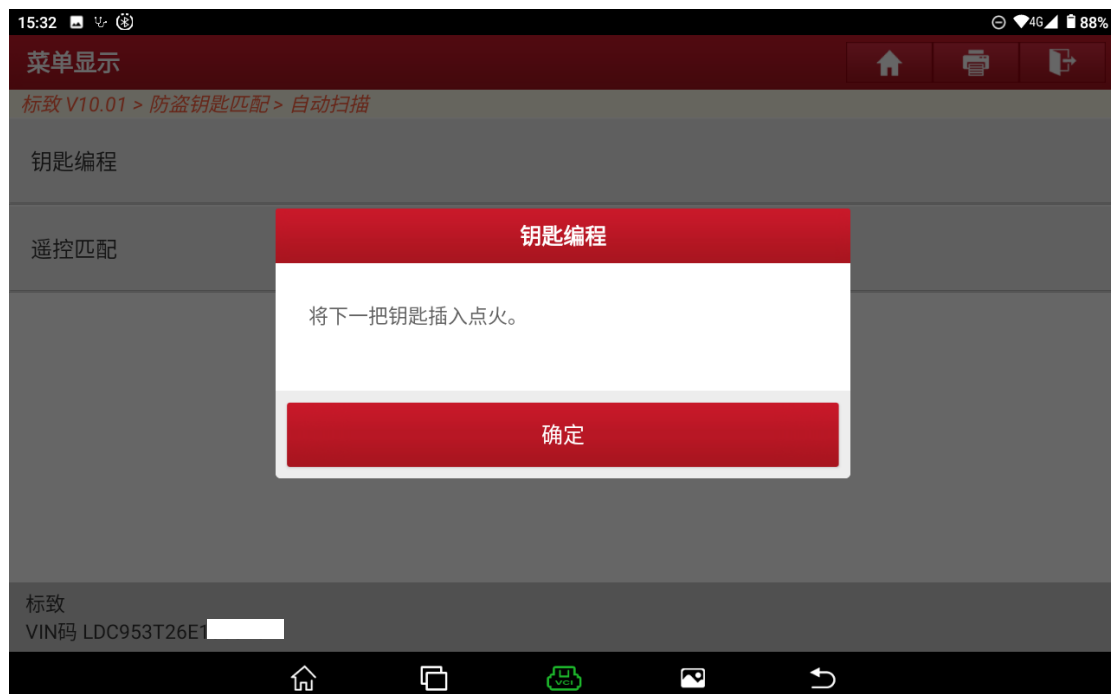 15:32
4G 88%
菜单显示
标致 V10.01 > 防盗钥匙匹配 > 自动扫描
钥匙编程
遥控匹配
钥匙编程
将下一把钥匙插入点火。
确定
标致
VIN码 LDC953T26E1
VCI